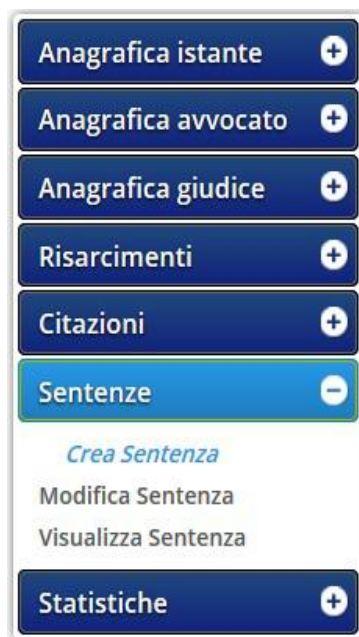 Anagrafica istante
Anagrafica avvocato
Anagrafica giudice
Risarcimenti
Citazioni
Sentenze
Crea Sentenza
Modifica Sentenza
Visualizza Sentenza
Statistiche